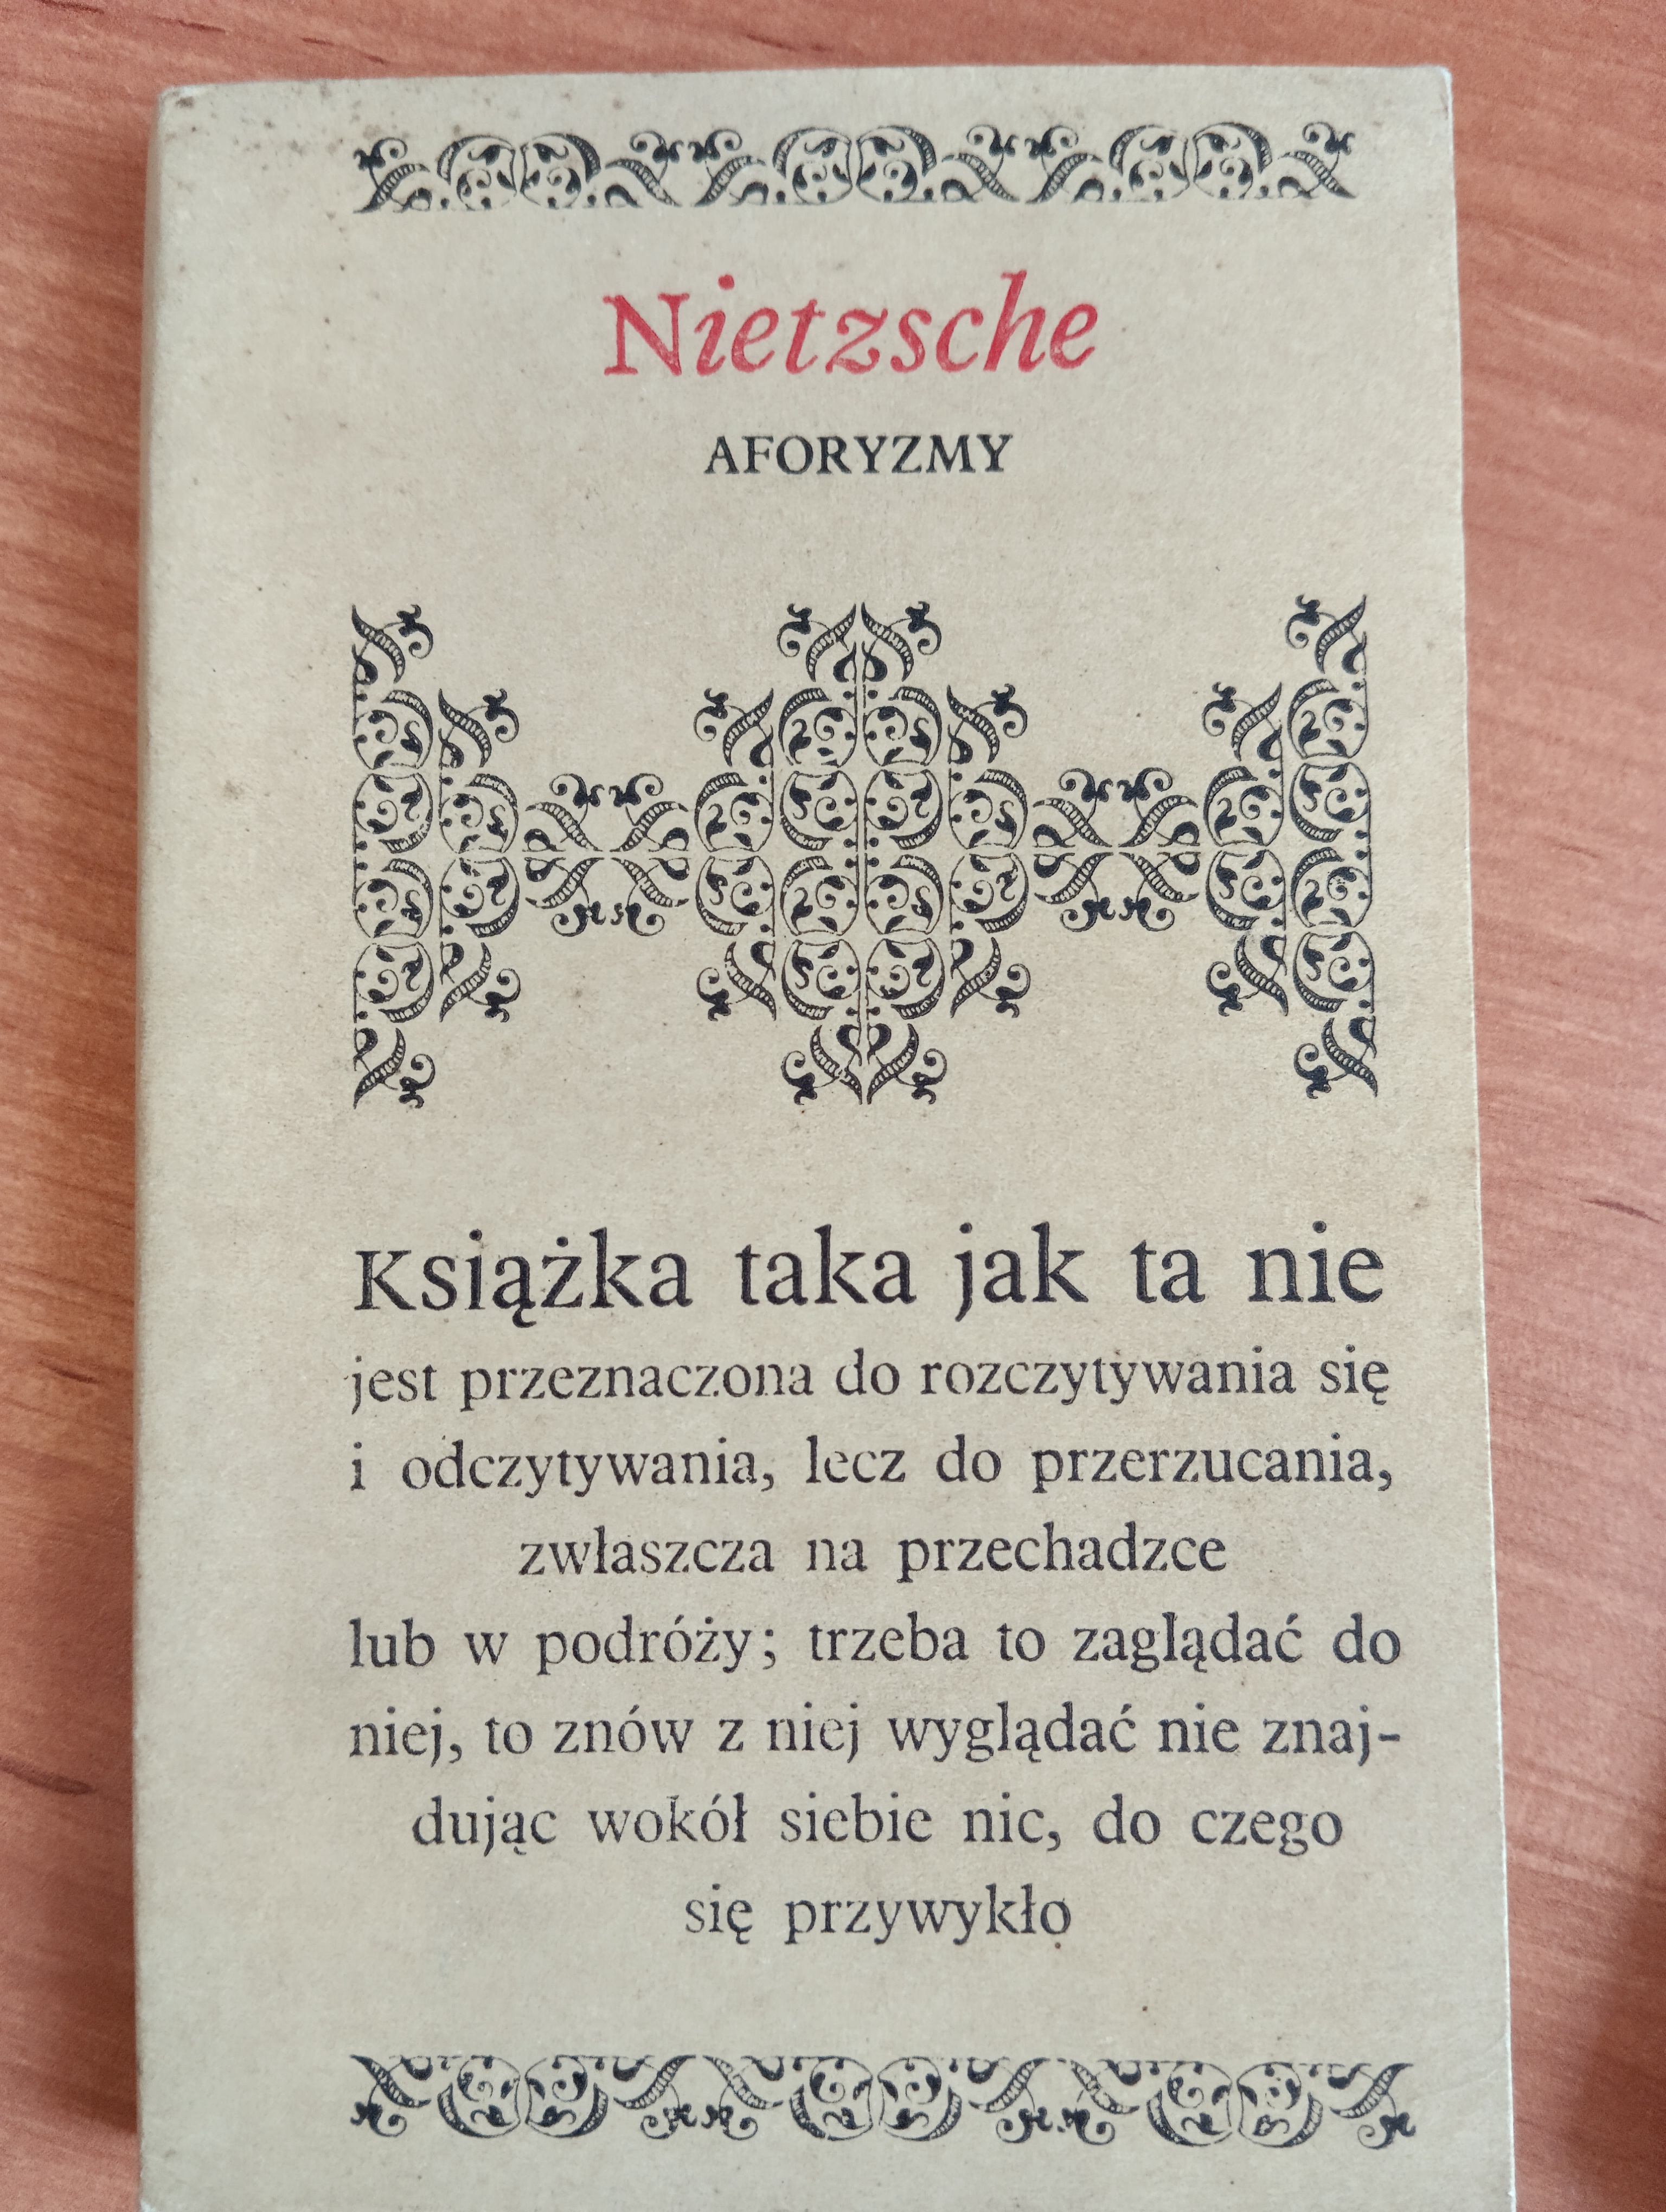 Nietzsche
AFORYZMY
Książka taka jak ta nie
jest przeznaczona do rozczytywania się
i odczytywania, lecz do przerzucania,
zwłaszcza na przechadzce
lub w podróży; trzeba to zaglądać do
niej, to znów z niej wyglądać nie znaj-
dując wokół siebie nic, do czego
się przywykło